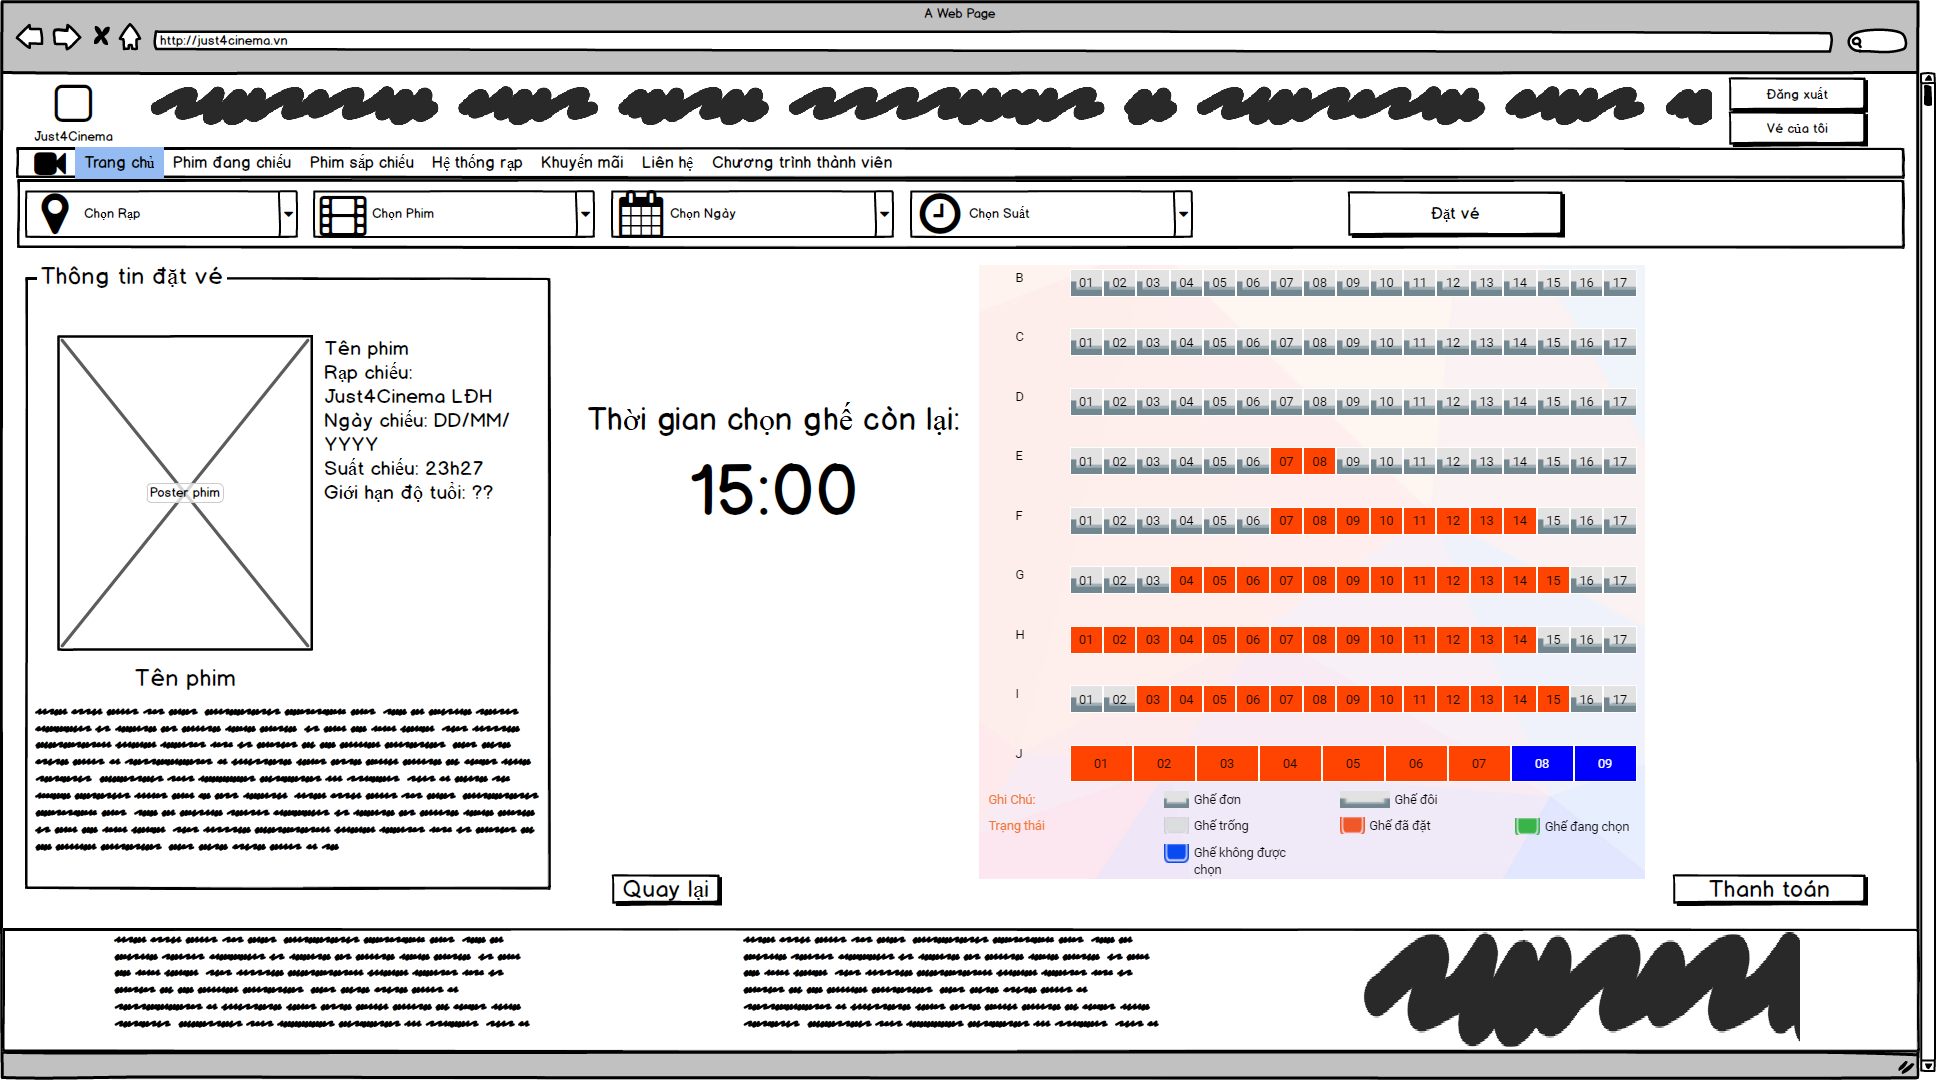 A Web Page
http://just4cinema.vn
Just4Cinema
Đăng xuất
Vé của tôi
Trang chủ Phim đang chiếu Phim sắp chiếu Hệ thống rạp Khuyến mãi Liên hệ Chương trình thành viên
Chọn Rạp Chọn Phim Chọn Ngày Chọn Suất Đặt vé
Thông tin đặt vé
Poster phim
Tên phim
Rạp chiếu:
Just4Cinema LĐH
Ngày chiếu: DD/MM/
YYYY
Suất chiếu: 23h27
Giới hạn độ tuổi: ??
Tên phim
Thời gian chọn ghế còn lại:
15:00
B 01 02 03 04 05 06 07 08 09 10 11 12 13 14 15 16 17
C 01 02 03 04 05 06 07 08 09 10 11 12 13 14 15 16 17
D 01 02 03 04 05 06 07 08 09 10 11 12 13 14 15 16 17
E 01 02 03 04 05 06 07 08 09 10 11 12 13 14 15 16 17
F 01 02 03 04 05 06 07 08 09 10 11 12 13 14 15 16 17
G 01 02 03 04 05 06 07 08 09 10 11 12 13 14 15 16 17
H 01 02 03 04 05 06 07 08 09 10 11 12 13 14 15 16 17
I 01 02 03 04 05 06 07 08 09 10 11 12 13 14 15 16 17
J 01 02 03 04 05 06 07 08 09
Ghi Chú: Ghế đơn Ghế đôi
Trạng thái Ghế trống Ghế đã đặt Ghế đang chọn
Ghế không được
chọn
Quay lại
Thanh toán